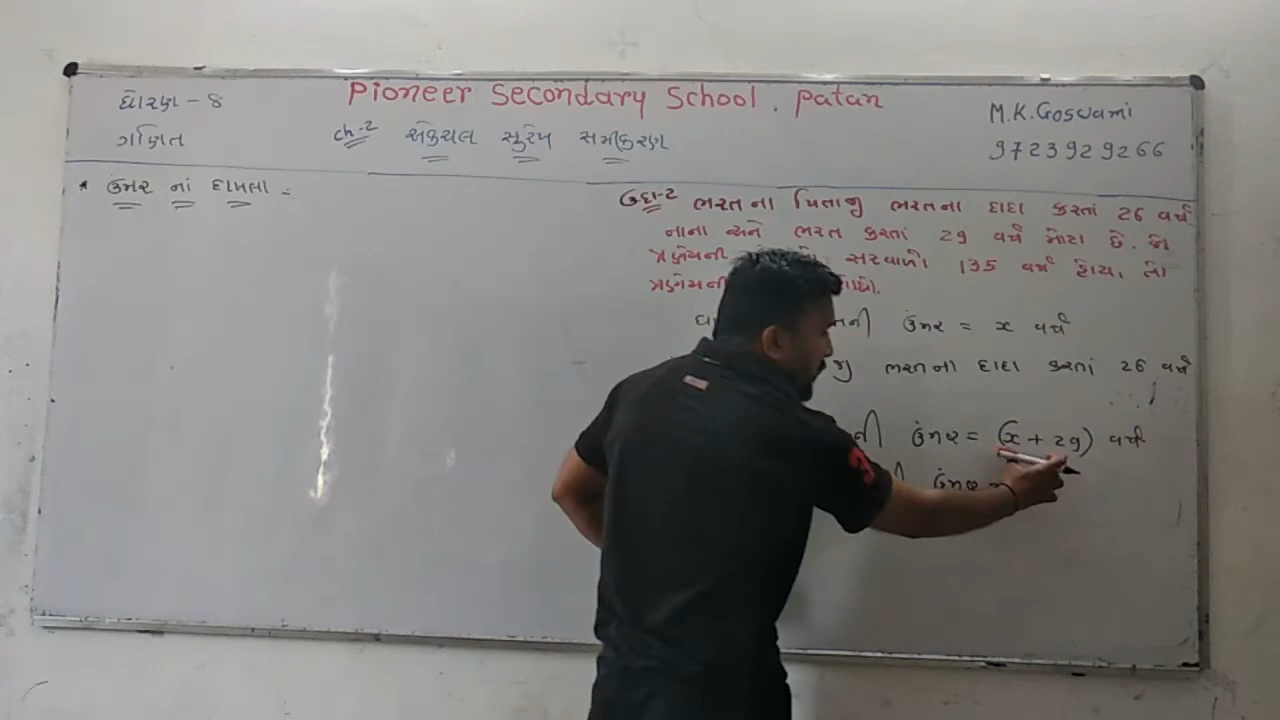 ધોરણ - 8
ગણિત
Pioneer Secondary School, Patan
ch-2 એકચલ સુરેખ સમીકરણ
M.K.Goswami
9723929266
* ઉંમર નાં દાખલા :-
ઉદા-2 ભરતના પિતાજી ભરતના દાદા કરતાં 26 વર્ષ
નાના અને ભરત કરતાં 29 વર્ષ મોટા છે. જો
ત્રણેયની સરવાળો 135 વર્ષ હોય, તો
ત્રણેયની
ઉંમર = x વર્ષ
ભરતના દાદા કરતાં 26 વર્ષ
ઉંમર = (x + 29) વર્ષ
ઉંમર =